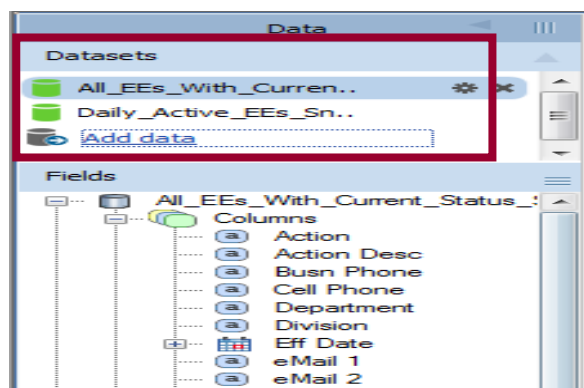 Data
Datasets
All_EEs_With_Curren..
Daily_Active_EEs_Sn..
Add data
Fields
All_EEs_With_Current_Status_
Columns
a Action
a Action Desc
a Busn Phone
a Cell Phone
a Department
a Division
Eff Date
a eMail 1
a eMail 2